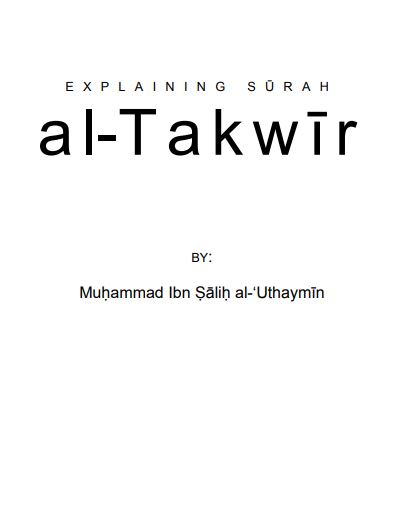 EXPLAINING SŪRAH
al-Takwīr
BY:
Muḥammad Ibn Ṣāliḥ al-‘Uthaymīn